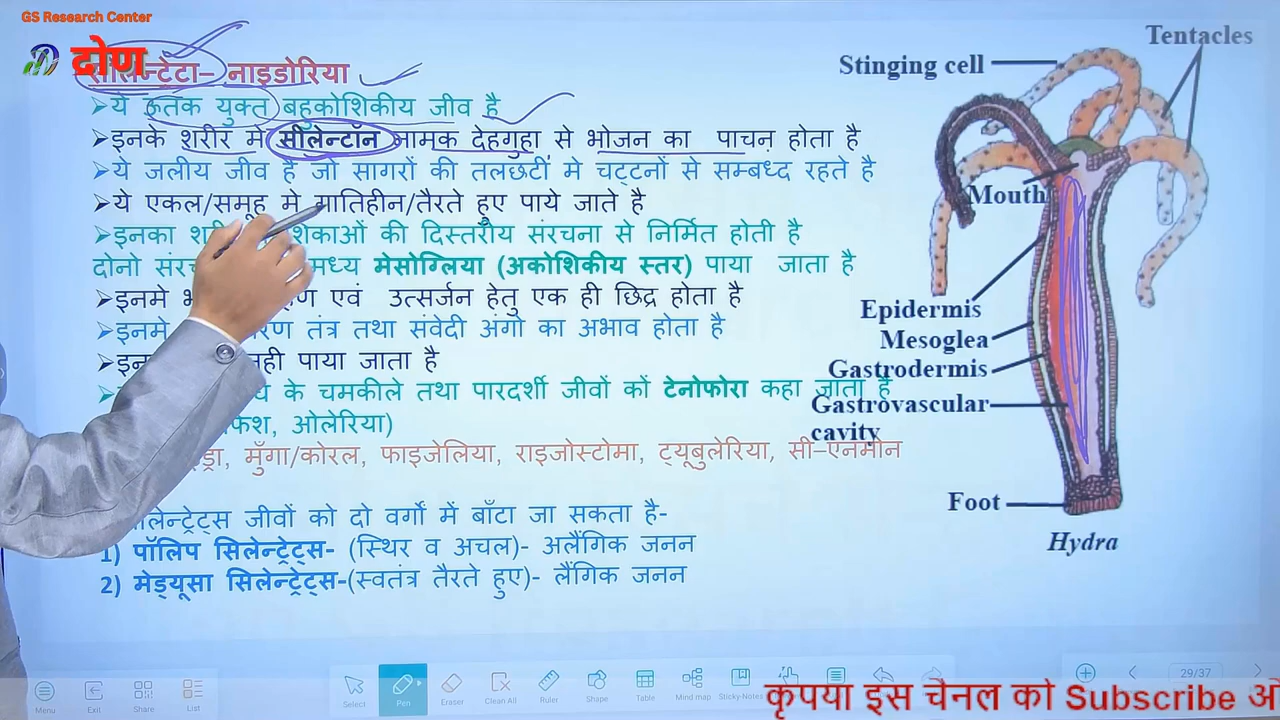 GS Research Center
द्रोण
सीलेन्ट्रेटा– नाइडोरिया
➤ये ऊतक युक्त बहुकोशिकीय जीव है
➤इनके शरीर मे सीलेन्टॉन नामक देहगुहा से भोजन का पाचन होता है
➤ये जलीय जीव है जो सागरों की तलछटी मे चट्टनों से सम्बध्द रहते है
➤ये एकल/समूह मे गतिहीन/तैरते हुए पाये जाते है
➤इनका की दिस्तरीय संरचना से निर्मित होती है
दोनो मध्य मेसोग्लिया (अकोशिकीय स्तर) पाया जाता है
➤इनमे एवं उत्सर्जन हेतु एक ही छिद्र होता है
➤इनमे तंत्र तथा संवेदी अंगो का अभाव होता है
नही पाया जाता है
के चमकीले तथा पारदर्शी जीवों कों टेनोफोरा कहा जाता है
ओलेरिया)
मुँगा/कोरल, फाइजेलिया, राइजोस्टोमा, ट्यूबुलेरिया, सी–एनमीन
जीवों को दो वर्गो में बाँटा जा सकता है-
1) पॉलिप सिलेन्ट्रेट्स- (स्थिर व अचल)- अलैंगिक जनन
2) मेड्यूसा सिलेन्ट्रेट्स-(स्वतंत्र तैरते हुए)- लैंगिक जनन
Tentacles
Stinging cell
Mouth
Epidermis
Mesoglea
Gastrodermis
Gastrovascular
cavity
Foot
Hydra
Menu
Exit
Share
List
Select
Pen
Eraser
Clean All
Ruler
Shape
Table
Mind map
Sticky-Notes
29/37
कृपया इस चैनल को Subscribe